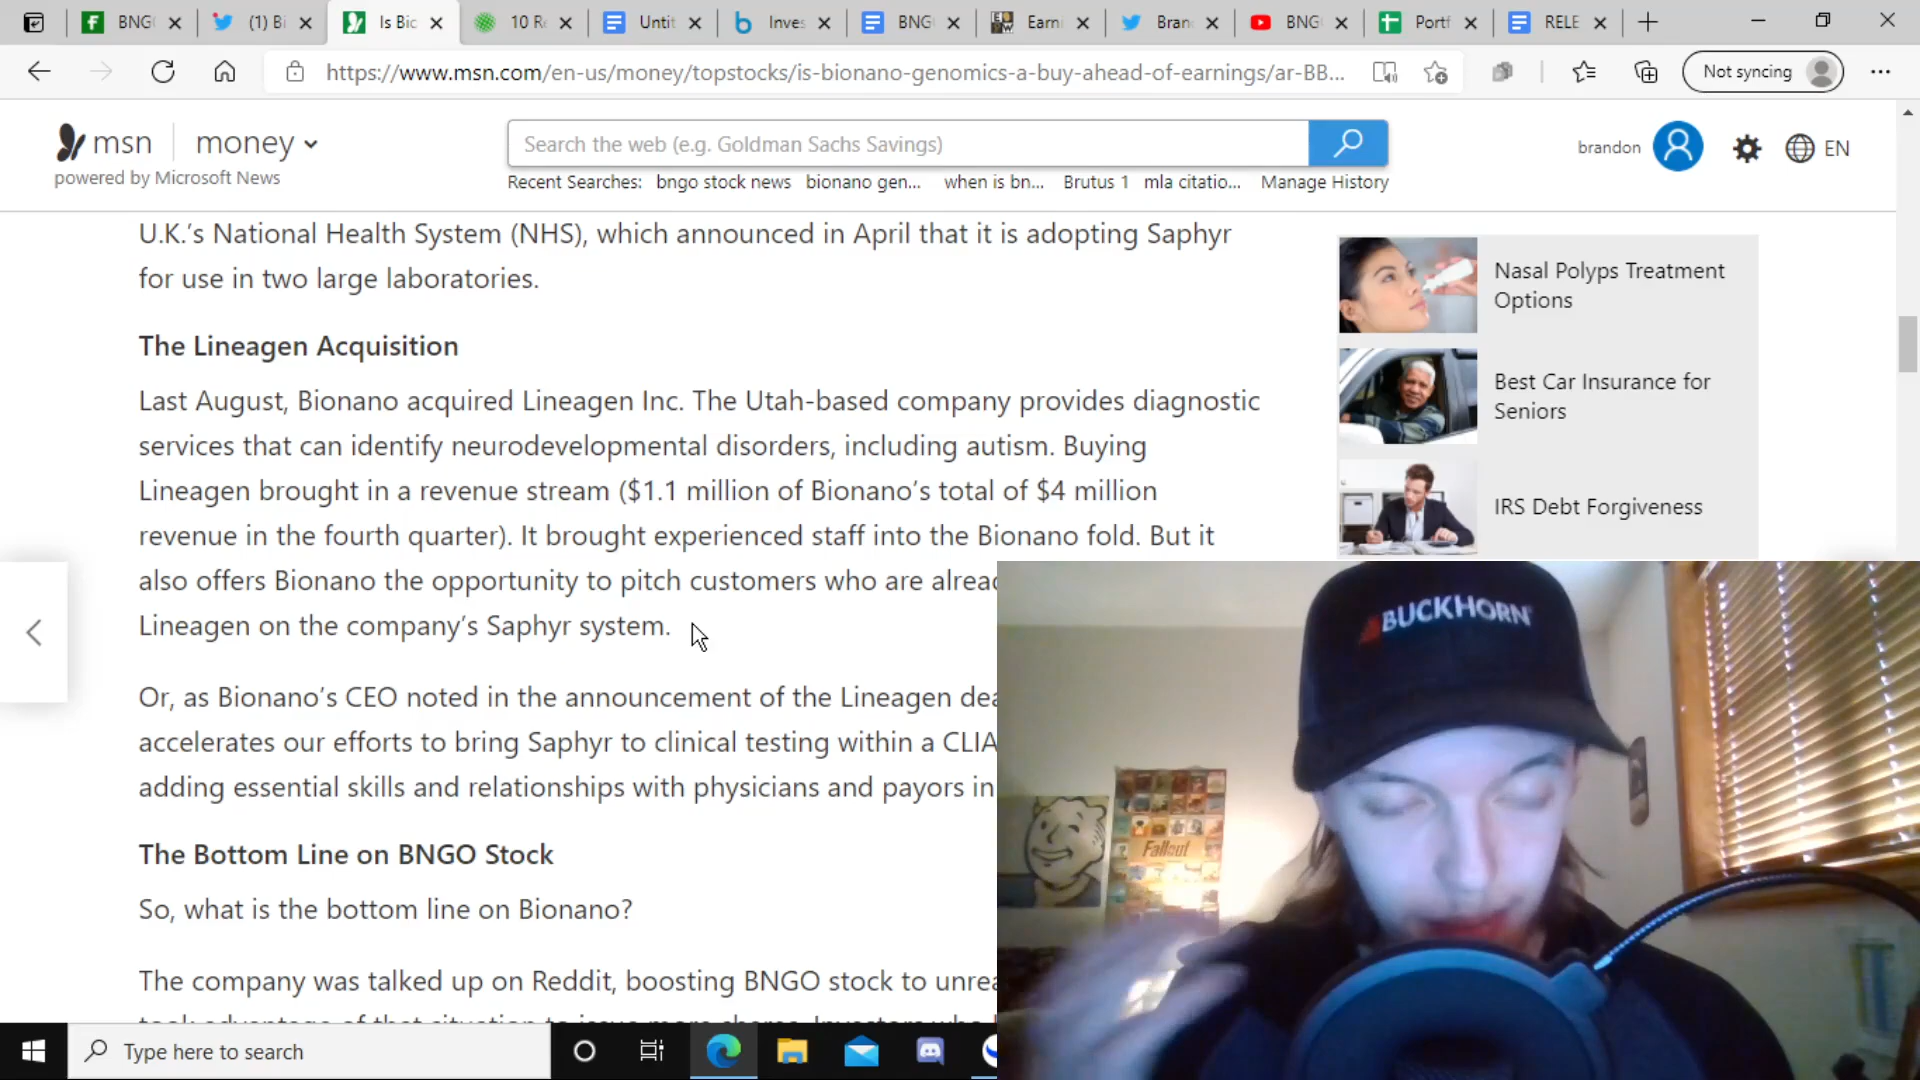 BNG
(1) Bi
Is Bic
10 R
Untit
Inves
BNG
Earni
Bran
BNG
Portf
RELE
https://www.msn.com/en-us/money/topstocks/is-bionano-genomics-a-buy-ahead-of-earnings/ar-BB...
Not syncing
msn
money
powered by Microsoft News
Search the web (e.g. Goldman Sachs Savings)
brandon
EN
Recent Searches: bngo stock news bionano gen... when is bn... Brutus 1 mla citatio... Manage History
U.K.'s National Health System (NHS), which announced in April that it is adopting Saphyr
for use in two large laboratories.
The Lineagen Acquisition
Last August, Bionano acquired Lineagen Inc. The Utah-based company provides diagnostic
services that can identify neurodevelopmental disorders, including autism. Buying
Lineagen brought in a revenue stream ($1.1 million of Bionano's total of $4 million
revenue in the fourth quarter). It brought experienced staff into the Bionano fold. But it
also offers Bionano the opportunity to pitch customers who are alrea
Lineagen on the company's Saphyr system.
Or, as Bionano's CEO noted in the announcement of the Lineagen dea
accelerates our efforts to bring Saphyr to clinical testing within a CLIA
adding essential skills and relationships with physicians and payors in
The Bottom Line on BNGO Stock
So, what is the bottom line on Bionano?
The company was talked up on Reddit, boosting BNGO stock to unrea
took advantage of that situation to issue more shares. Investors who
Nasal Polyps Treatment
Options
Best Car Insurance for
Seniors
IRS Debt Forgiveness
BUCKHORN
Fallout
Type here to search